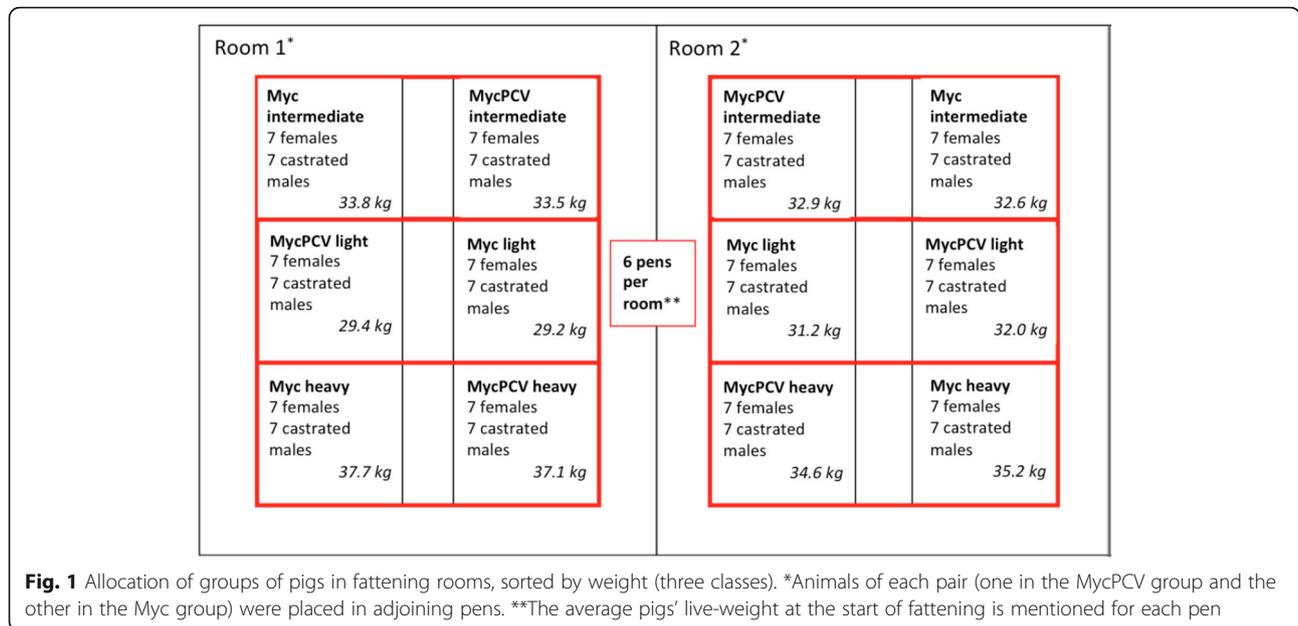 Room 1*
Myc
intermediate
7 females
7 castrated
males
33.8 kg
MycPCV
intermediate
7 females
7 castrated
males
33.5 kg
MycPCV light
7 females
7 castrated
males
29.4 kg
Myc light
7 females
7 castrated
males
29.2 kg
Myc heavy
7 females
7 castrated
males
37.7 kg
MycPCV heavy
7 females
7 castrated
males
37.1 kg
6 pens
per
room**
Room 2*
MycPCV
intermediate
7 females
7 castrated
males
32.9 kg
Myc
intermediate
7 females
7 castrated
males
32.6 kg
Myc light
7 females
7 castrated
males
31.2 kg
MycPCV light
7 females
7 castrated
males
32.0 kg
MycPCV heavy
7 females
7 castrated
males
34.6 kg
Myc heavy
7 females
7 castrated
males
35.2 kg
Fig. 1 Allocation of groups of pigs in fattening rooms, sorted by weight (three classes). *Animals of each pair (one in the MycPCV group and the
other in the Myc group) were placed in adjoining pens. **The average pigs' live-weight at the start of fattening is mentioned for each pen